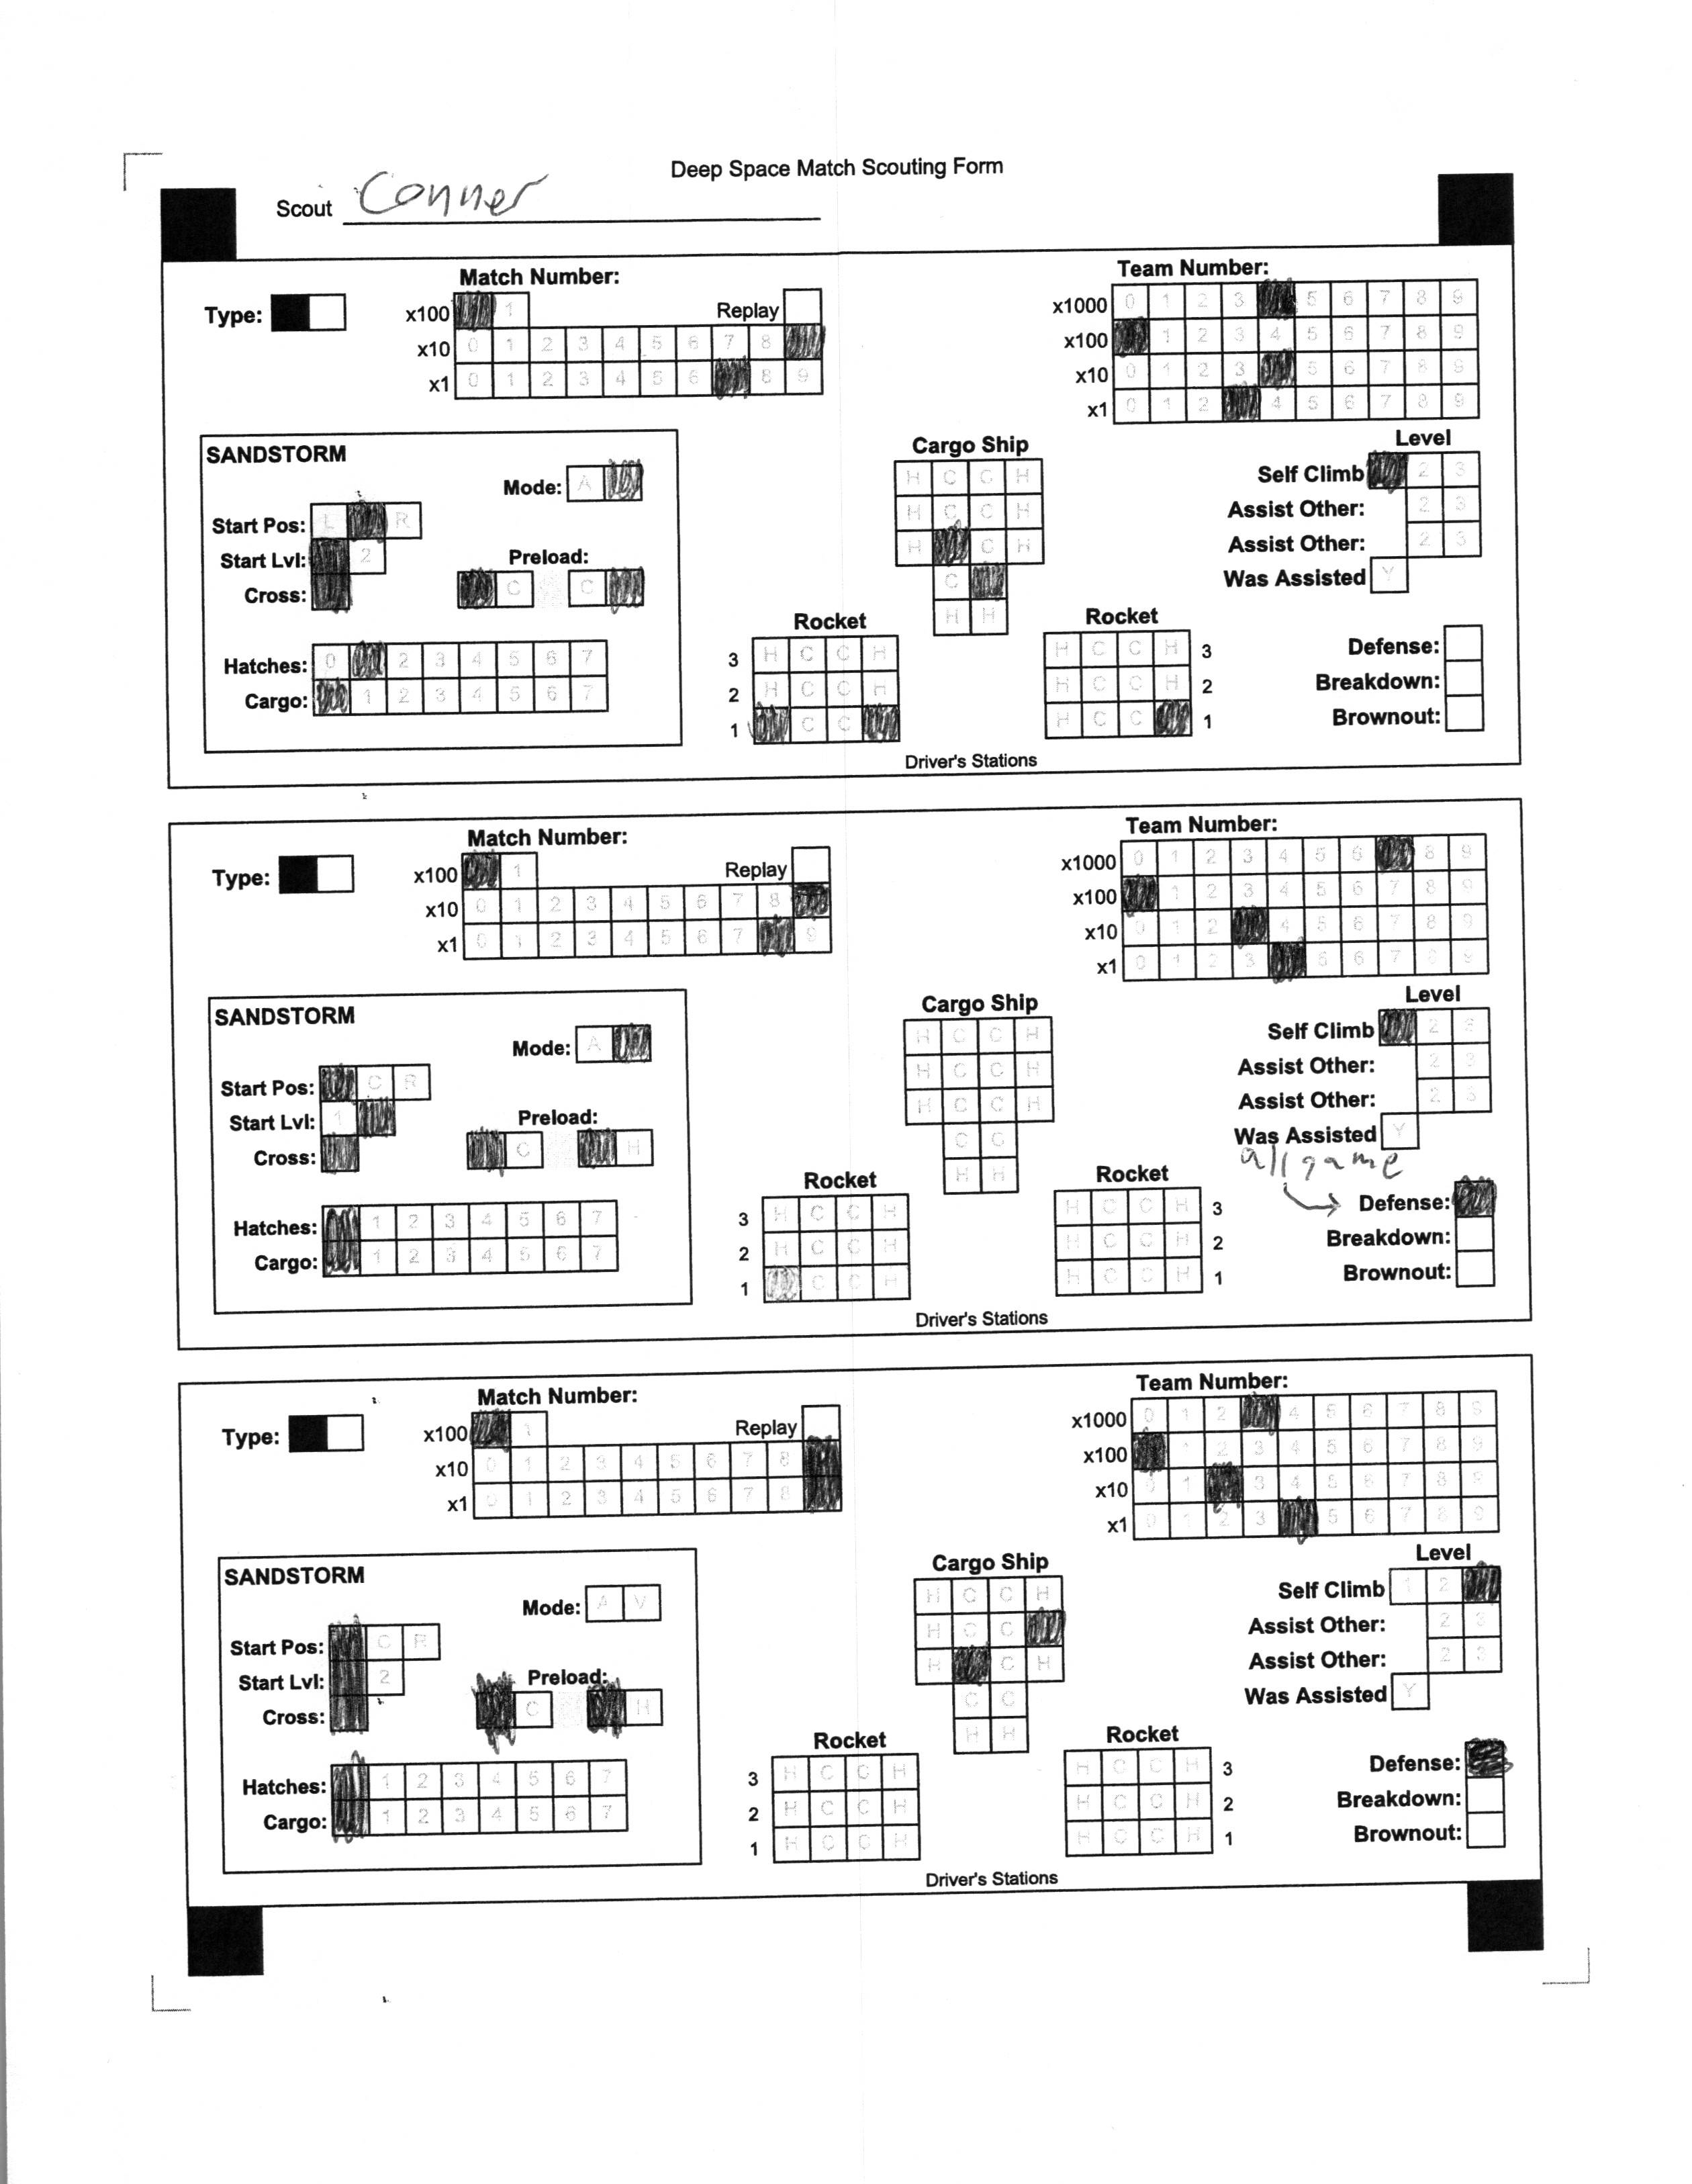 Deep Space Match Scouting Form
Scout Conner
Match Number: Team Number:
Type: x100 1 Replay x1000 0 1 2 3 5 6 7 8 9
x10 0 1 2 3 4 5 6 7 8 x100 1 2 3 4 5 6 7 8 9
x1 0 1 2 3 4 5 6 8 9 x10 0 1 2 3 5 6 7 8 9
x1 0 1 2 4 5 6 7 8 9
SANDSTORM Cargo Ship Level
Mode: A H C C H Self Climb 2 3
Start Pos: L R H C C H Assist Other: 2 3
Start Lvl: 2 Preload: H C H Assist Other: 2 3
Cross: C C C Was Assisted Y
H H
Rocket Rocket
Hatches: 0 2 3 4 5 6 7 3 H C C H H C C H 3 Defense:
Cargo: 1 2 3 4 5 6 7 2 H C C H H C C H 2 Breakdown:
1 C C H C C 1 Brownout:
Driver's Stations
Match Number: Team Number:
Type: x100 1 Replay x1000 0 1 2 3 4 5 6 8 9
x10 0 1 2 3 4 5 6 7 8 x100 1 2 3 4 5 6 7 8 9
x1 0 1 2 3 4 5 6 7 9 x10 0 1 2 4 5 6 7 8 9
x1 0 1 2 3 5 6 7 8 9
SANDSTORM Cargo Ship Level
Mode: A H C C H Self Climb 2 3
Start Pos: C R H C C H Assist Other: 2 3
Start Lvl: 1 Preload: H C C H Assist Other: 2 3
Cross: C H C C Was Assisted Y
H H all game
Rocket Rocket
Hatches: 1 2 3 4 5 6 7 3 H C C H H C C H 3 Defense:
Cargo: 1 2 3 4 5 6 7 2 H C C H H C C H 2 Breakdown:
1 C C H H C C H 1 Brownout:
Driver's Stations
Match Number: Team Number:
Type: x100 1 Replay x1000 0 1 2 4 5 6 7 8 9
x10 0 1 2 3 4 5 6 7 8 x100 1 2 3 4 5 6 7 8 9
x1 0 1 2 3 4 5 6 7 8 x10 0 1 3 4 5 6 7 8 9
x1 0 1 2 3 5 6 7 8 9
SANDSTORM Cargo Ship Level
Mode: A V H C C H Self Climb 1 2
Start Pos: C R H C C Assist Other: 2 3
Start Lvl: 2 Preload: H C H Assist Other: 2 3
Cross: C H C C Was Assisted Y
H H
Rocket Rocket
Hatches: 1 2 3 4 5 6 7 3 H C C H H C C H 3 Defense:
Cargo: 1 2 3 4 5 6 7 2 H C C H H C C H 2 Breakdown:
1 H C C H H C C H 1 Brownout:
Driver's Stations